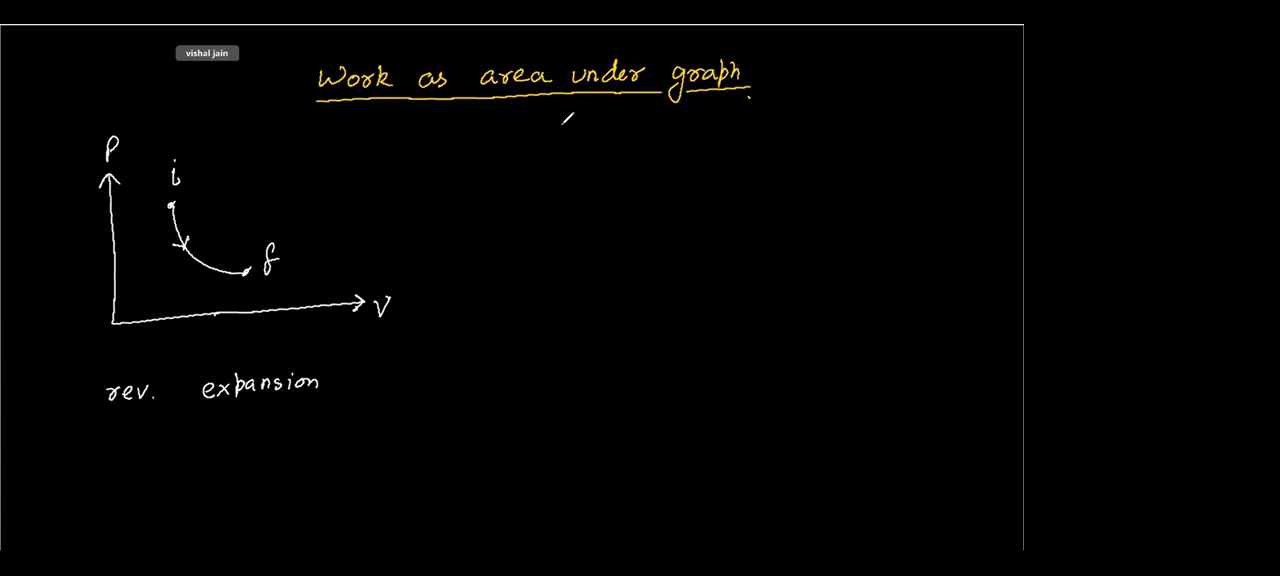 vishal jain
Work as area under graph.
P
i
f
V
rev. expansion